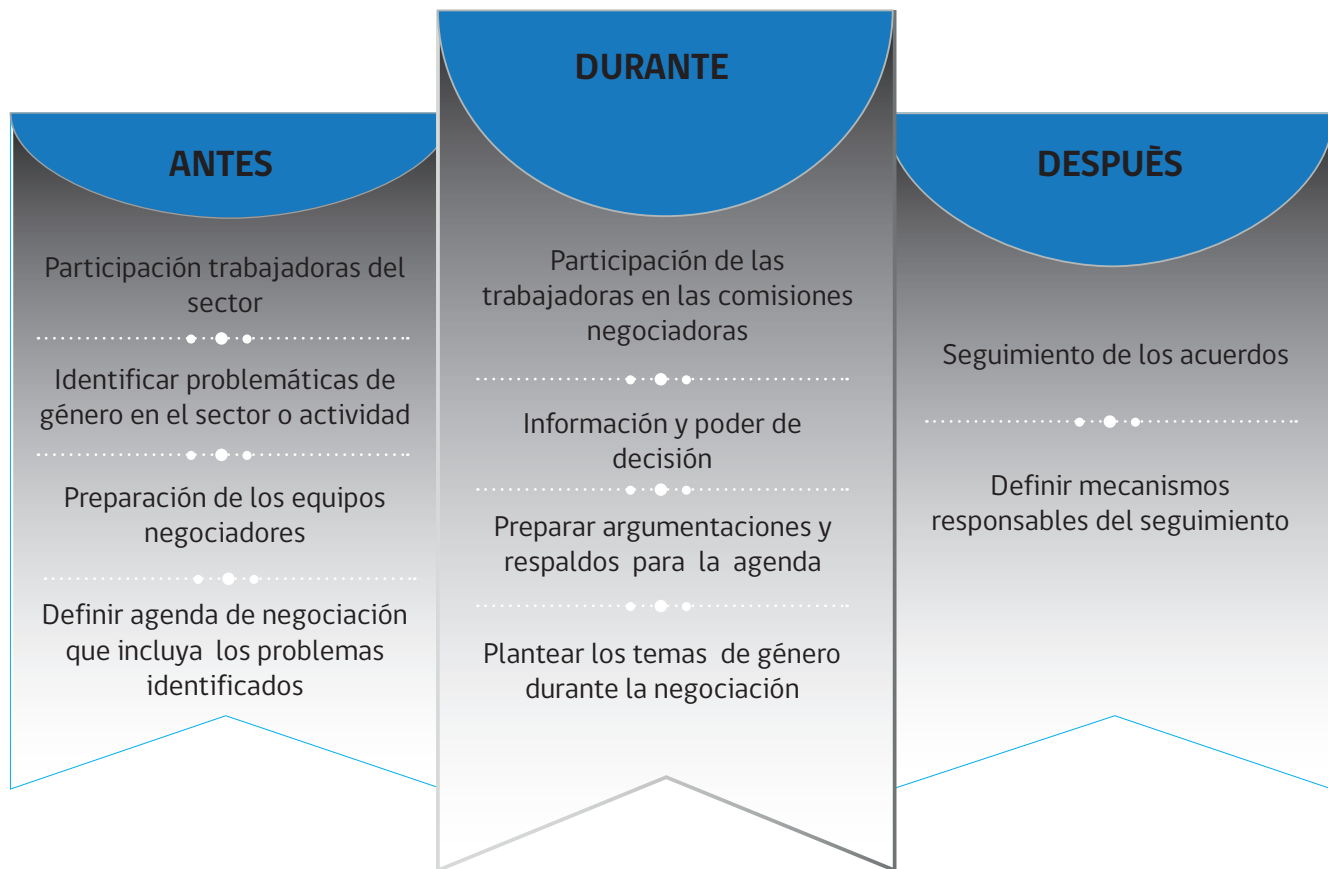 ANTES
Participación trabajadoras del
sector
Identificar problemáticas de
género en el sector o actividad
Preparación de los equipos
negociadores
Definir agenda de negociación
que incluya los problemas
identificados
DURANTE
Participación de las
trabajadoras en las comisiones
negociadoras
Información y poder de
decisión
Preparar argumentaciones y
respaldos para la agenda
Plantear los temas de género
durante la negociación
DESPUÈS
Seguimiento de los acuerdos
Definir mecanismos
responsables del seguimiento